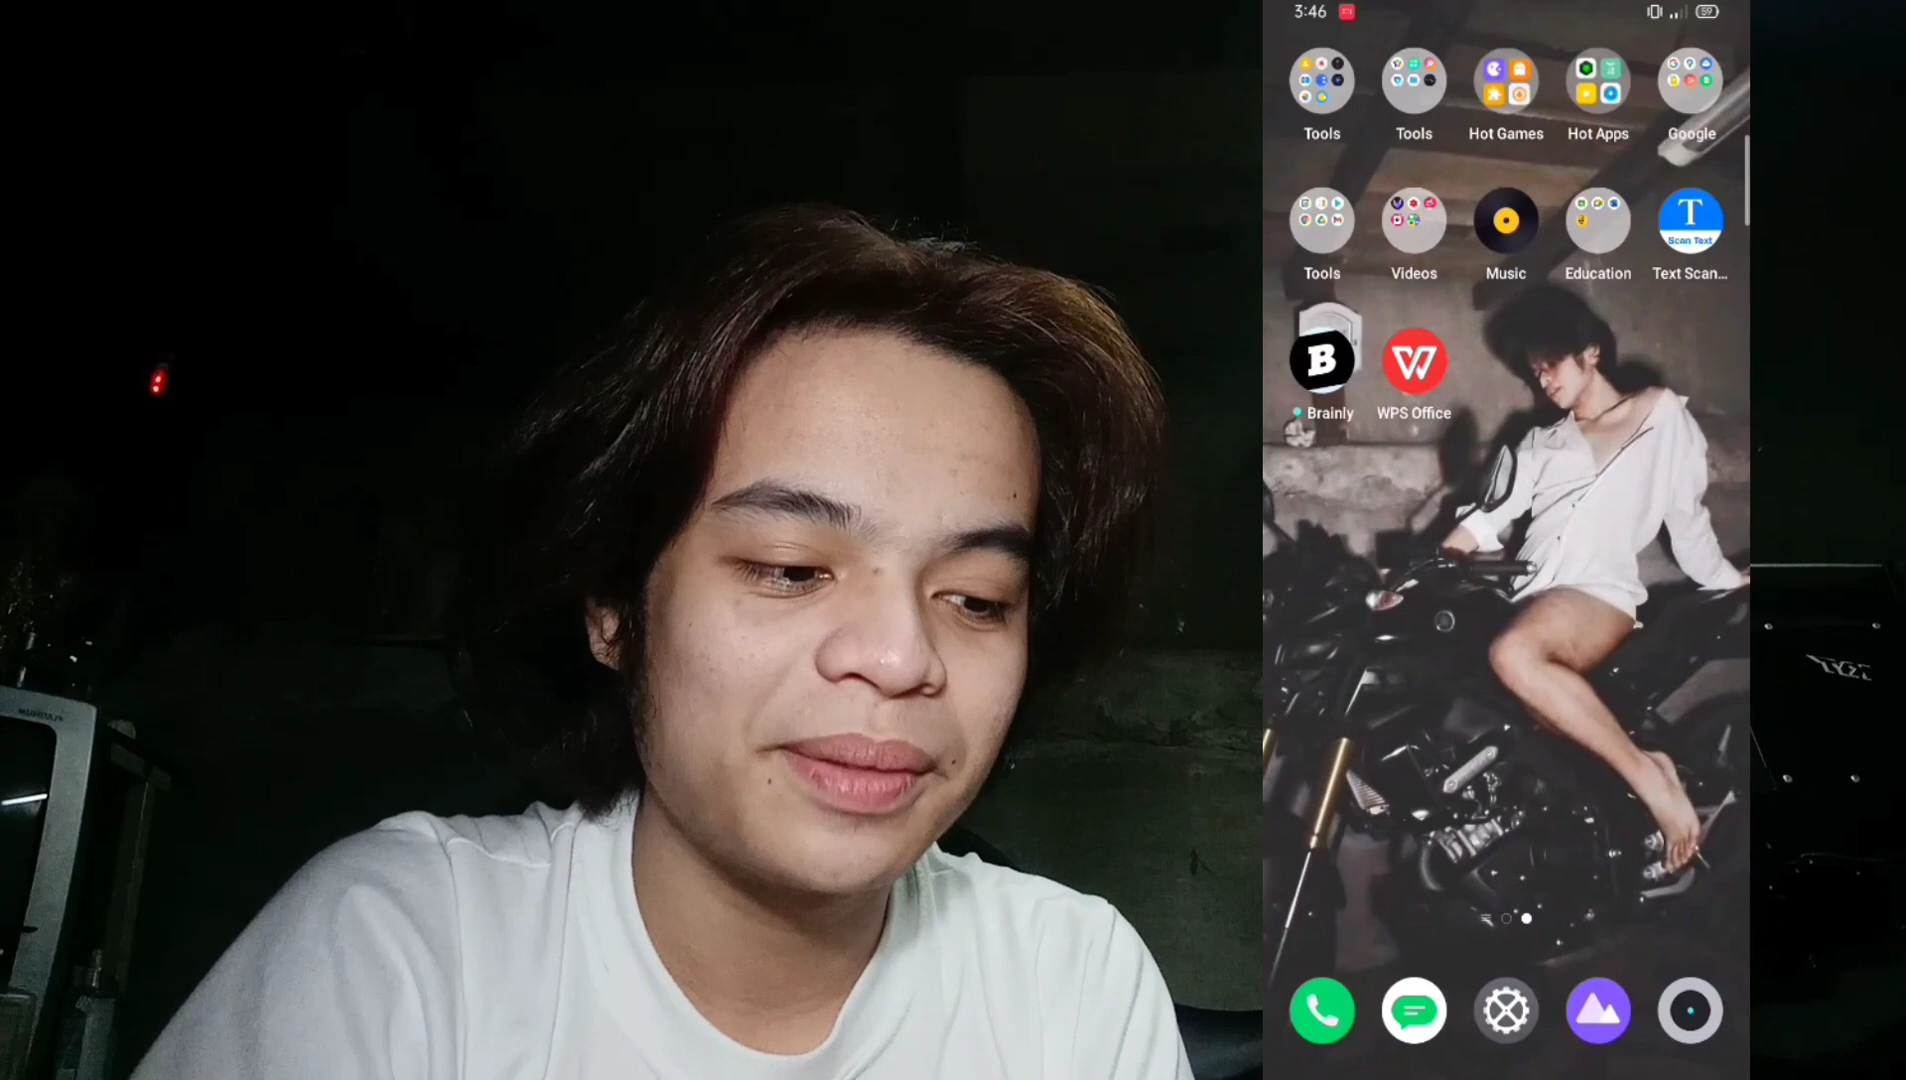 3:46
59
Tools Tools Hot Games Hot Apps Google
T
Scan Text
Tools Videos Music Education Text Scan...
B
W
Brainly WPS Office